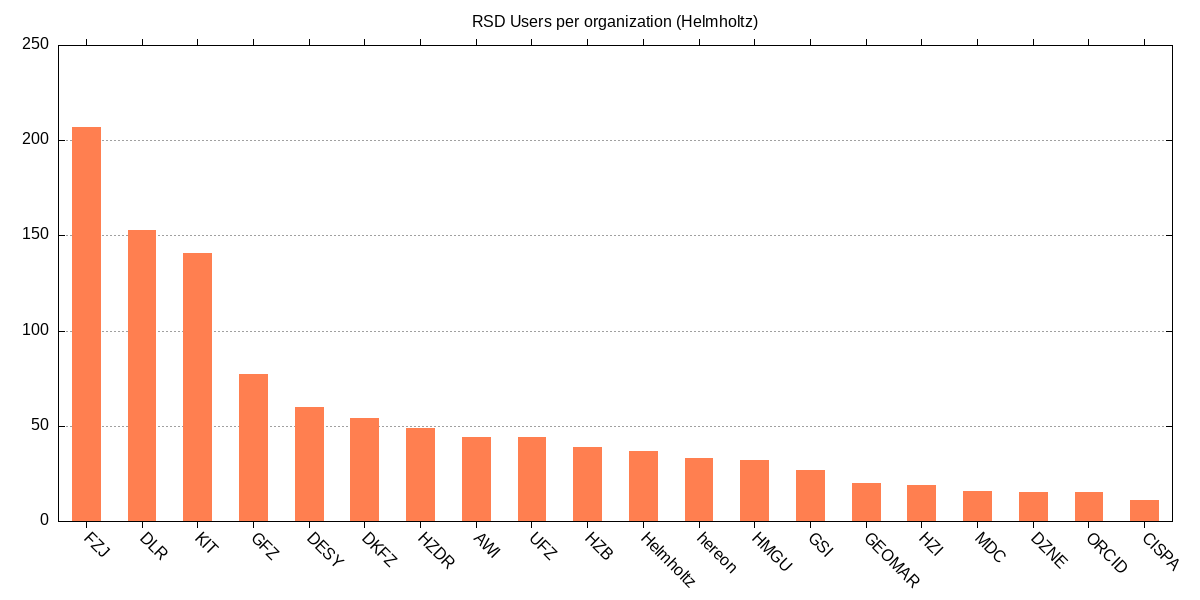 RSD Users per organization (Helmholtz)
250
200
150
100
50
0
FZJ
DLR
KIT
GFZ
DESY
DKFZ
HZDR
AWI
UFZ
HZB
Helmholtz
hereon
HMGU
GSI
GEOMAR
HZI
MDC
DZNE
ORCID
CISPA